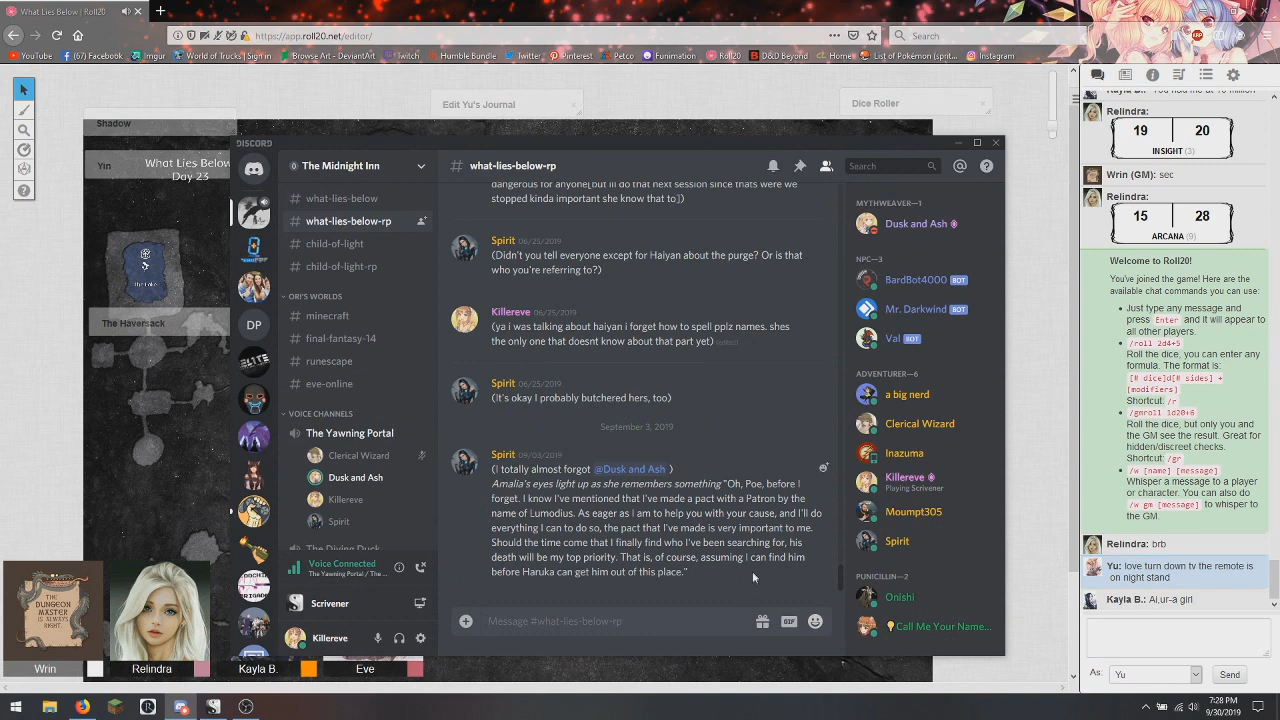 What Lies Below | Roll20
https://app.roll20.net/editor/
Search
YouTube
(67) Facebook
Imgur
World of Trucks | Sign in
Browse Art - DeviantArt
Twitch
Humble Bundle
Twitter
Pinterest
Petco
Funimation
Roll20
D&D Beyond
Home
List of Pokémon (sprit...
Instagram
Edit Yu's Journal
Dice Roller
Shadow
Yin
What Lies Below
Day 23
The Haversack
DISCORD
The Midnight Inn
what-lies-below
what-lies-below-rp
child-of-light
child-of-light-rp
ORI'S WORLDS
minecraft
final-fantasy-14
runescape
eve-online
VOICE CHANNELS
The Yawning Portal
Clerical Wizard
Dusk and Ash
Killereve
Spirit
The Diving Duck
Voice Connected
The Yawning Portal / The ...
Scrivener
Killereve
DP
ELITE
# what-lies-below-rp
Search
dangerous for anyone[but ill do that next session since thats were we
stopped kinda important she know that to])
Spirit 06/25/2019
(Didn't you tell everyone except for Haiyan about the purge? Or is that
who you're referring to?)
Killereve 06/25/2019
(ya i was talking about haiyan i forget how to spell pplz names. shes
the only one that doesnt know about that part yet) (edited)
Spirit 06/25/2019
(It's okay I probably butchered hers, too)
September 3, 2019
Spirit 09/03/2019
(I totally almost forgot @Dusk and Ash )
Amalia's eyes light up as she remembers something "Oh, Poe, before I
forget. I know I've mentioned that I've made a pact with a Patron by the
name of Lumodius. As eager as I am to help you with your cause, and I'll do
everything I can to do so, the pact that I've made is very important to me.
Should the time come that I finally find who I've been searching for, his
death will be my top priority. That is, of course, assuming I can find him
before Haruka can get him out of this place."
Message #what-lies-below-rp
GIF
MYTHWEAVER—1
Dusk and Ash
NPC—3
BardBot4000 BOT
Mr. Darkwind BOT
Val BOT
ADVENTURER—6
a big nerd
Clerical Wizard
Inazuma
Killereve
Playing Scrivener
Moumpt305
Spirit
PUNICILLIN—2
Onishi
Call Me Your Name...
Relindra:
19 20
INSIGHT (3)
Wrin (GM): sec
Relindra:
15 28
ARCANA (9)
Welcome to Roll20!
You've joined the game! Here are the
available chat commands you can use:
Just type any message and
press Enter and it will appear to
all other players.
/roll 2d4+5
Roll the dice, you can enter any
formula. The format is:
[# dice]d[# sides] +
[modifiers]
Shortcut: /r
/gmroll 1d20+6
Roll the dice, but only you and
the GM see the result. Great for
hidden/discreet checks.
Shortcut: /gr
/w [name] [message]
Whisper to a message to a
player or character. You can also do
/w gm [message] to whisper to
the GM.
Relindra: brb
Yu: love turn down tv the remote is
on night stand
Kayla B.: Al,ur-a girl
As:
Yu
Send
THE
DUNGEON
MASTER
IS
ALWAYS
RIGHT.
Wrin
Relindra
Kayla B.
Eve
7:28 PM
9/30/2019